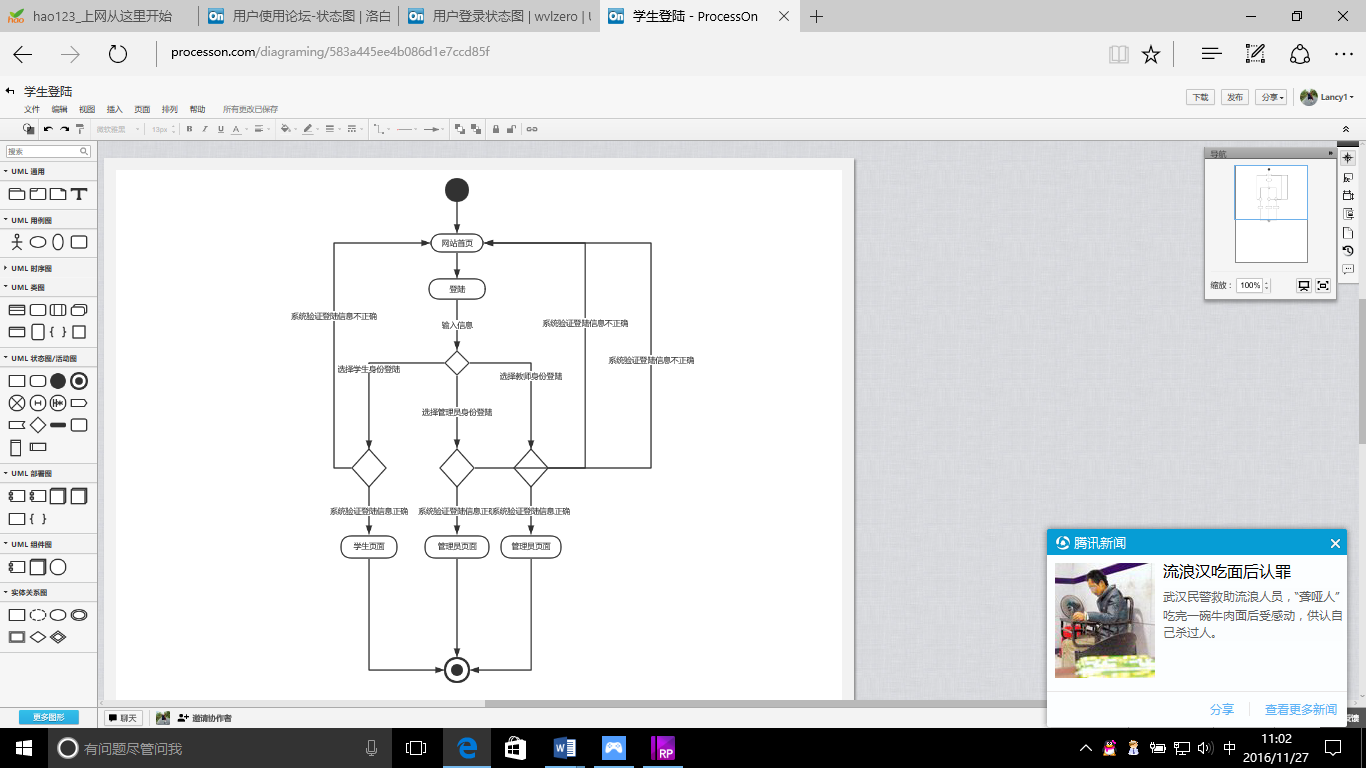 hao123_上网从这里开始
用户使用论坛-状态图 | 洛白
用户登录状态图 | wvlzero | U
学生登陆 - ProcessOn
processon.com/diagraming/583a445ee4b086d1e7ccd85f
学生登陆
文件 编辑 视图 插入 页面 排列 帮助 所有更改已保存
下载 发布 分享 Lancy1
微软雅黑 13px B I U A
搜索
UML 通用
UML 用例图
UML 时序图
UML 类图
UML 状态图/活动图
UML 部署图
UML 组件图
实体关系图
更多图形
网站首页
登陆
输入信息
系统验证登陆信息不正确
系统验证登陆信息不正确
系统验证登陆信息不正确
选择学生身份登陆
选择教师身份登陆
选择管理员身份登陆
系统验证登陆信息正确
系统验证登陆信息正
系统验证登陆信息正确
学生页面
管理员页面
管理员页面
导航
缩放： 100%
腾讯新闻
流浪汉吃面后认罪
武汉民警救助流浪人员，“聋哑人”
吃完一碗牛肉面后受感动，供认自
己杀过人。
分享
查看更多新闻
聊天
邀请协作者
有问题尽管问我
RP
中
11:02
2016/11/27